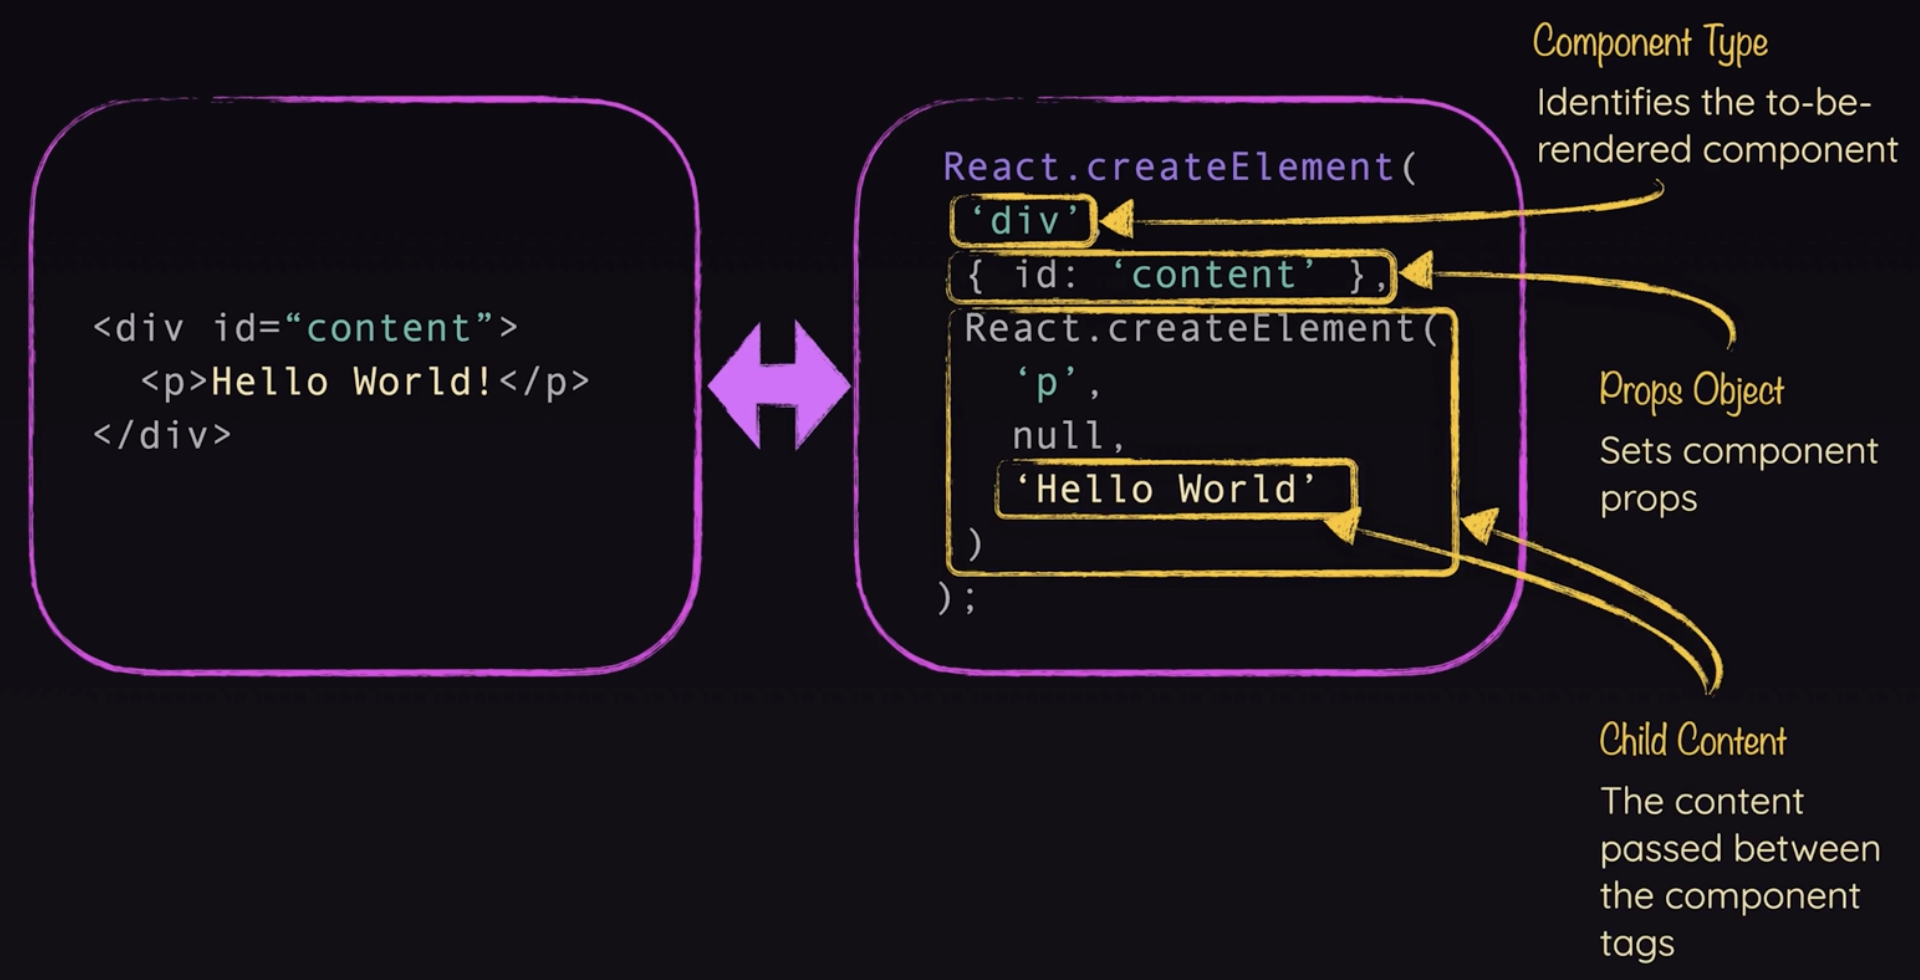 <div id=“content”>
<p>Hello World!</p>
</div>
React.createElement(
‘div’
{ id: ‘content’ },
React.createElement(
‘p’,
null,
‘Hello World’
)
);
Component Type
Identifies the to-be-
rendered component
Props Object
Sets component
props
Child Content
The content
passed between
the component
tags